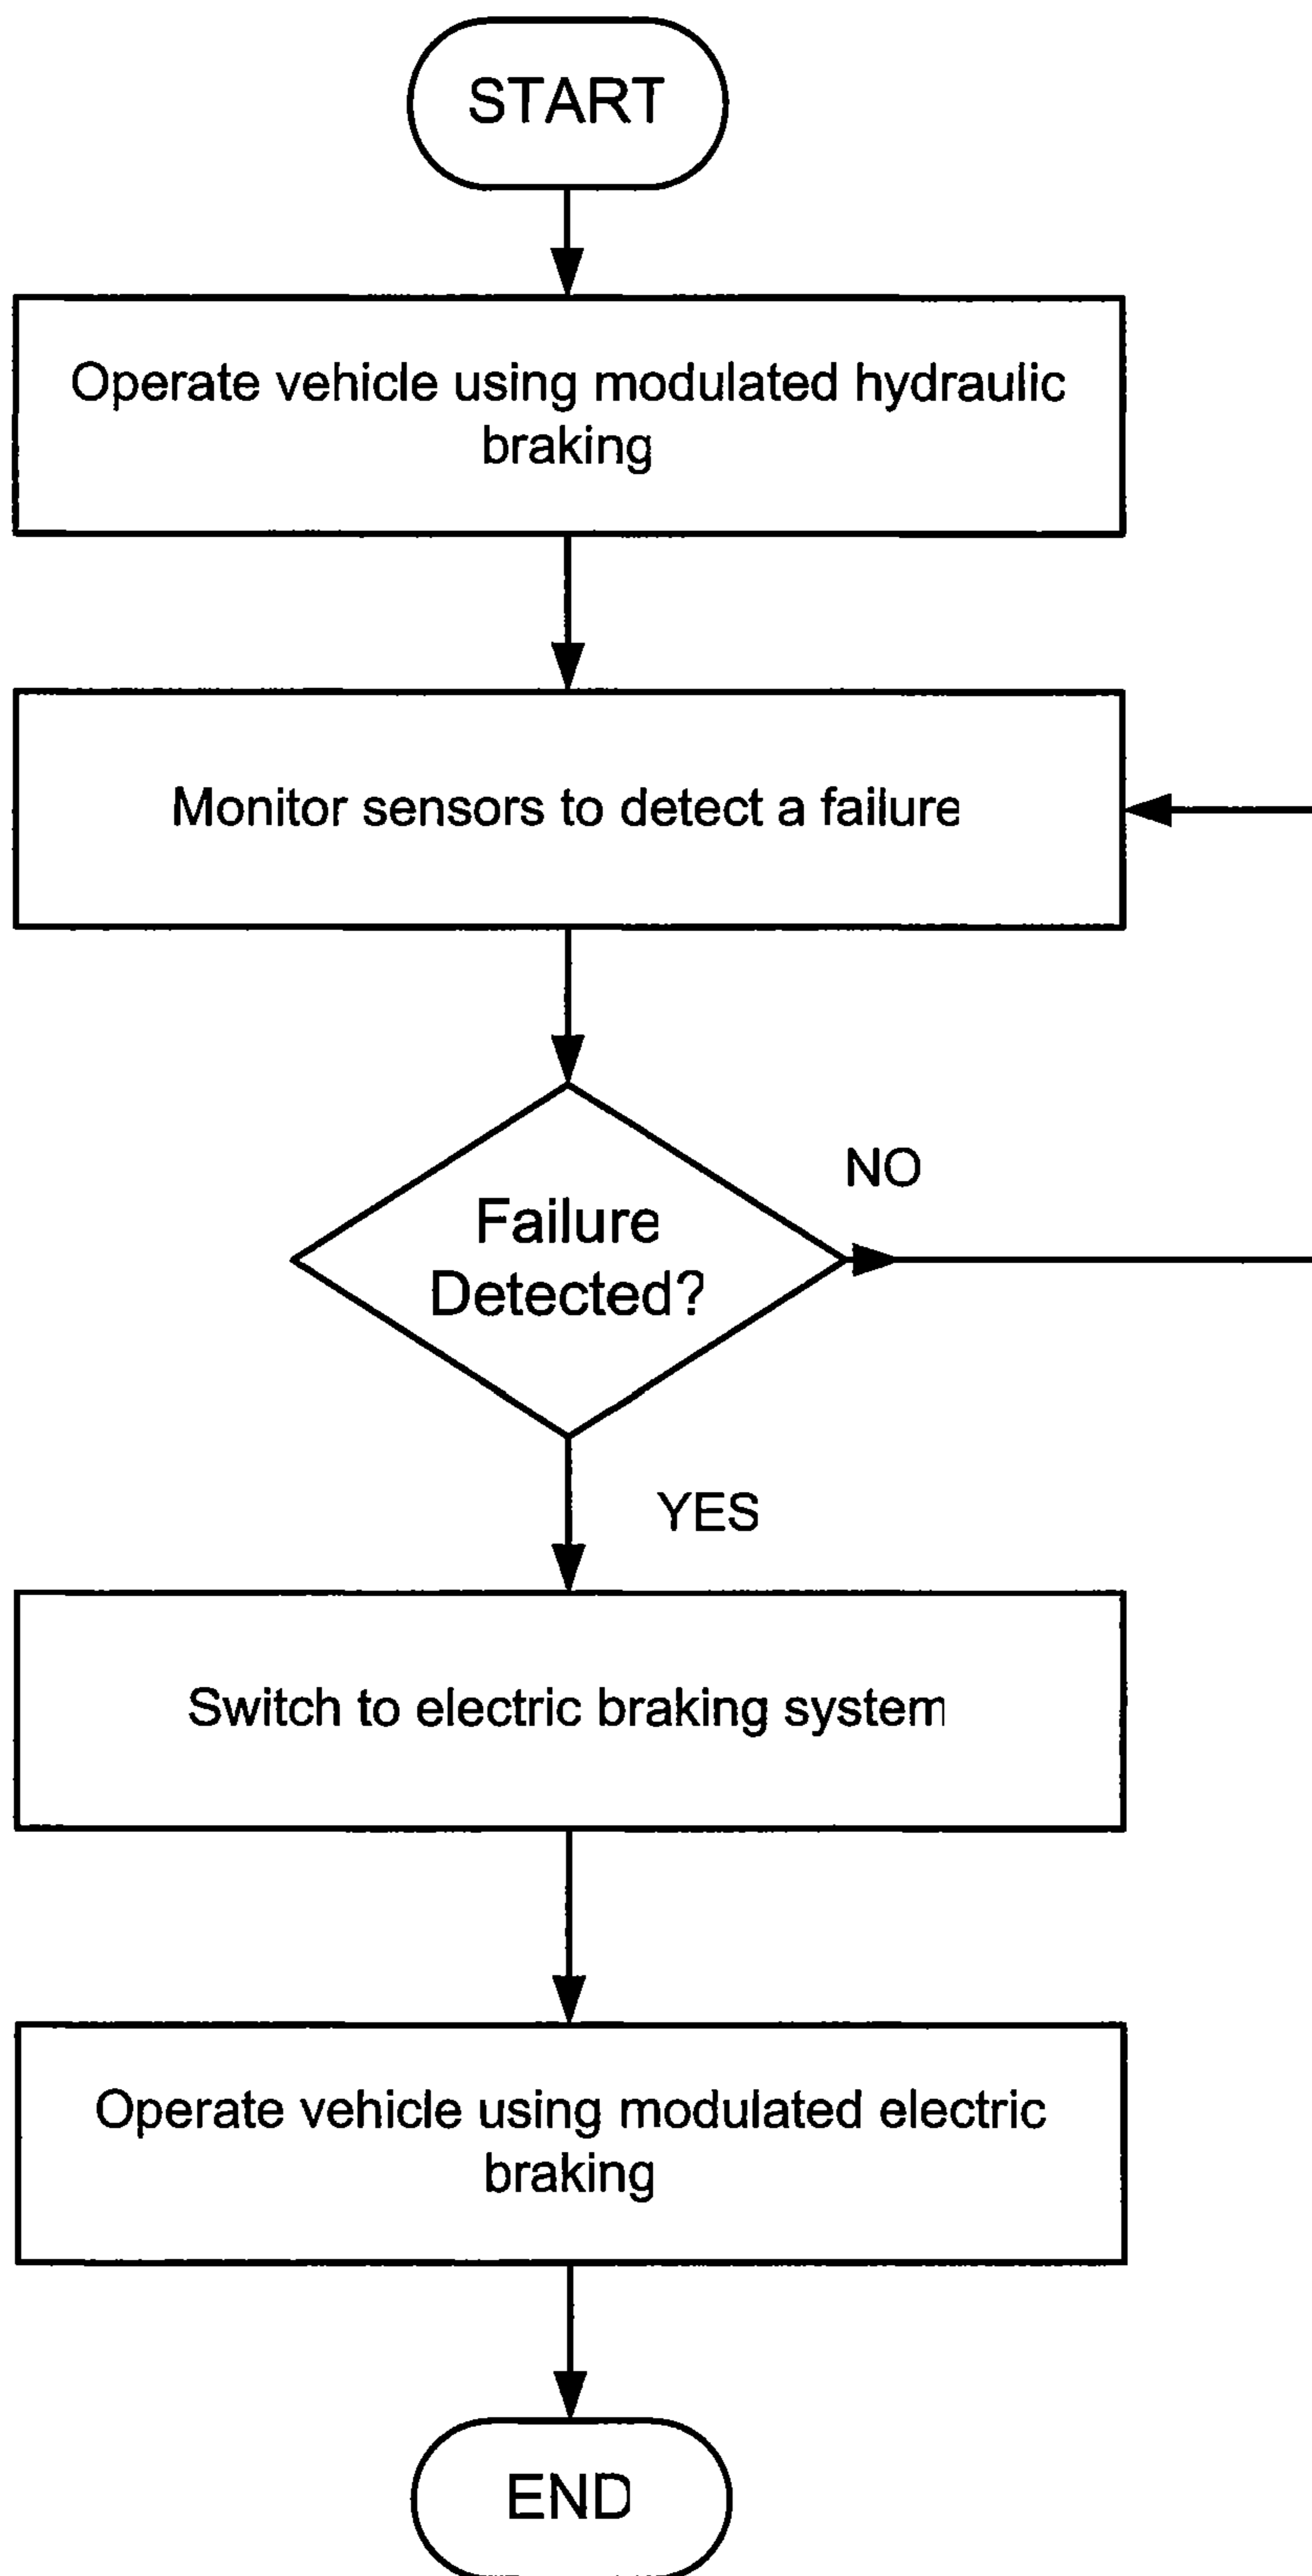 START
Operate vehicle using modulated hydraulic
braking
Monitor sensors to detect a failure
NO
Failure
Detected?
YES
Switch to electric braking system
Operate vehicle using modulated electric
braking
END